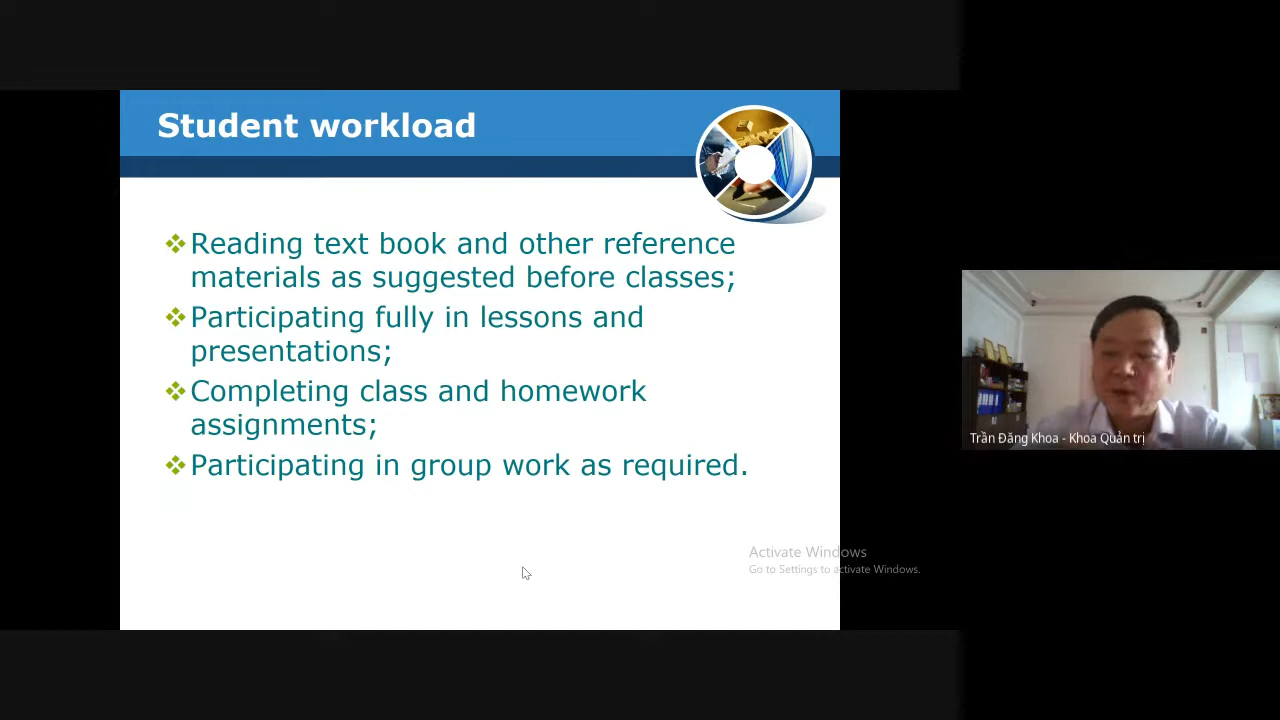 Student workload
Reading text book and other reference
materials as suggested before classes;
Participating fully in lessons and
presentations;
Completing class and homework
assignments;
Participating in group work as required.
Trần Đăng Khoa - Khoa Quản trị
Activate Windows
Go to Settings to activate Windows.